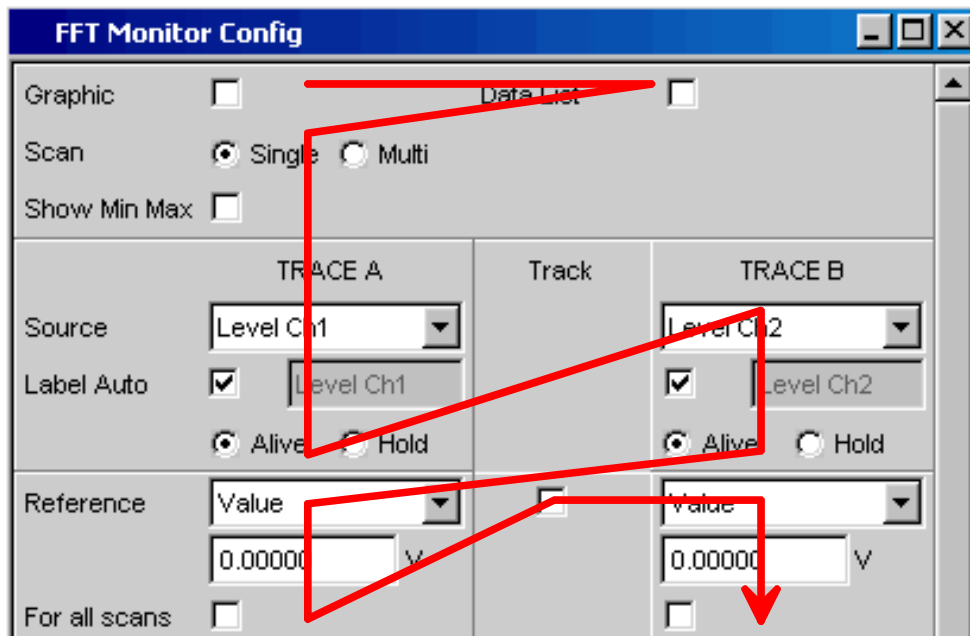 FFT Monitor Config
Graphic Data List
Scan Single Multi
Show Min Max
TRACE A Track TRACE B
Source Level Ch1 Level Ch2
Label Auto Level Ch1 Level Ch2
Alive Hold Alive Hold
Reference Value Value
0.00000 V 0.00000 V
For all scans